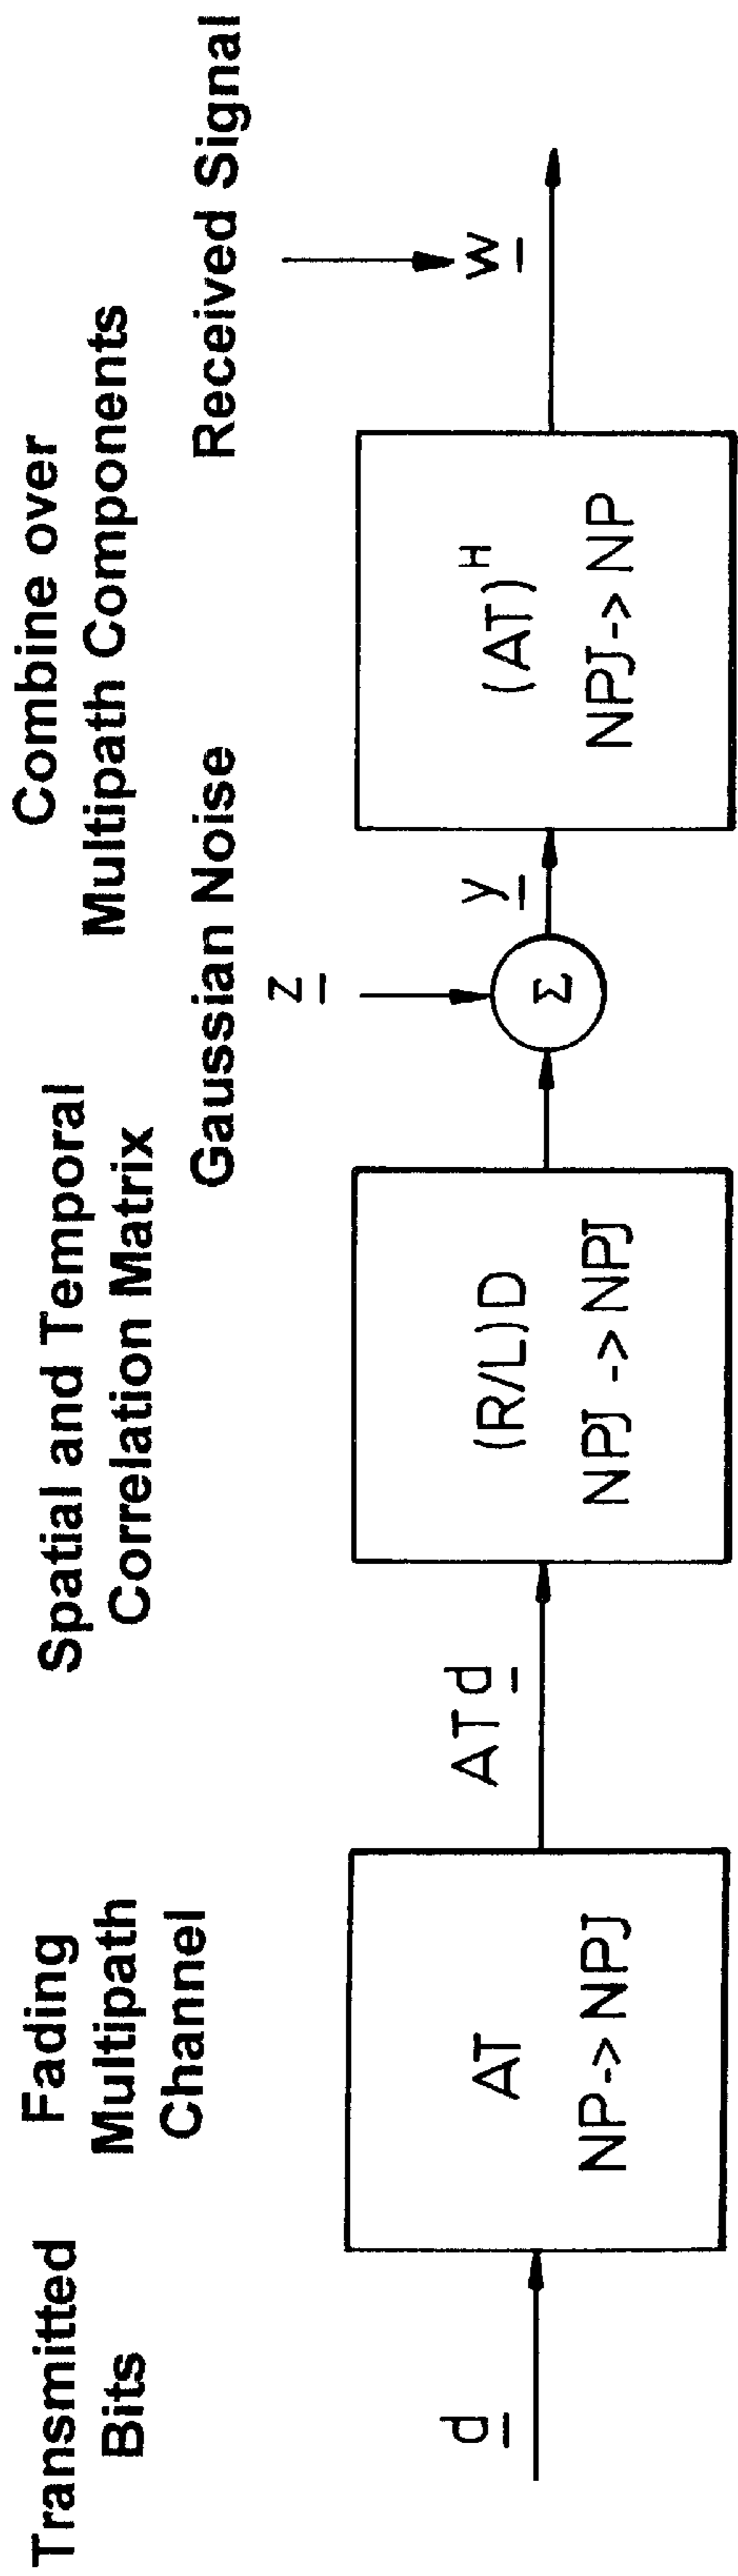 Transmitted
Bits
Fading
Multipath
Channel
Spatial and Temporal
Correlation Matrix
Gaussian Noise
Combine over
Multipath Components
Received Signal
d
AT
NP->NPJ
AT d
(R/L)D
NPJ -> NPJ
z
Σ
y
(AT)ᴴ
NPJ-> NP
w